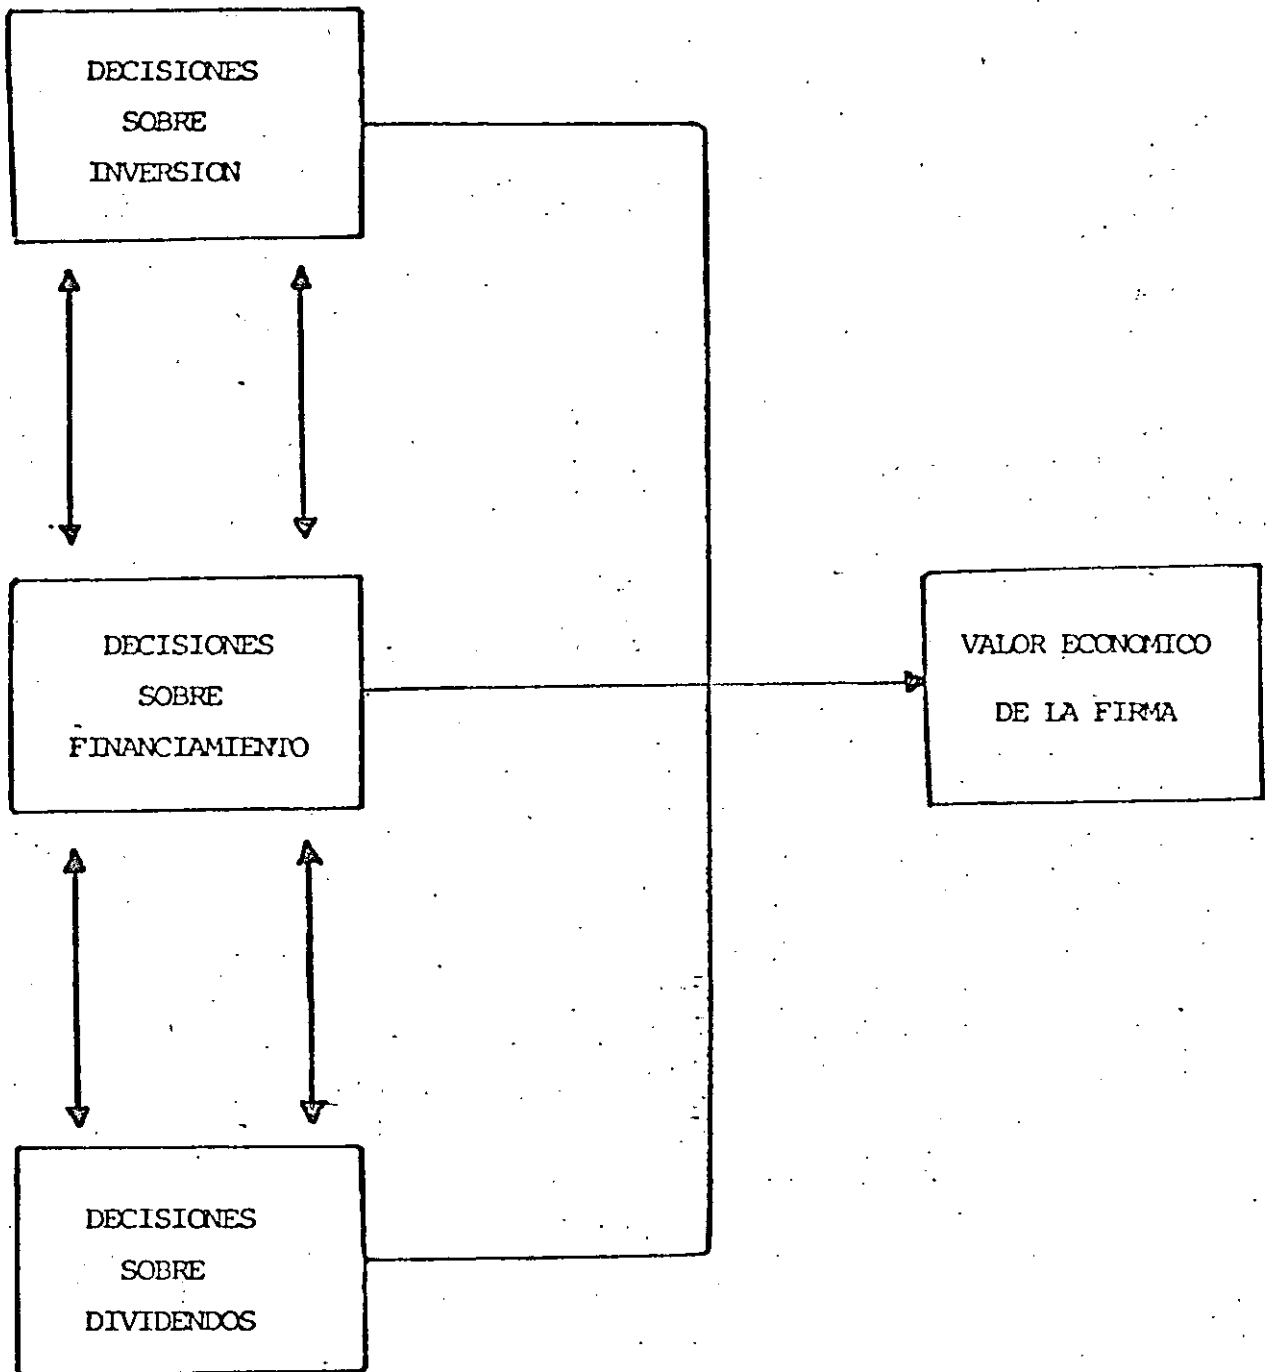 DECISIONES
SOBRE
INVERSION
DECISIONES
SOBRE
FINANCIAMIENTO
VALOR ECONOMICO
DE LA FIRMA
DECISIONES
SOBRE
DIVIDENDOS